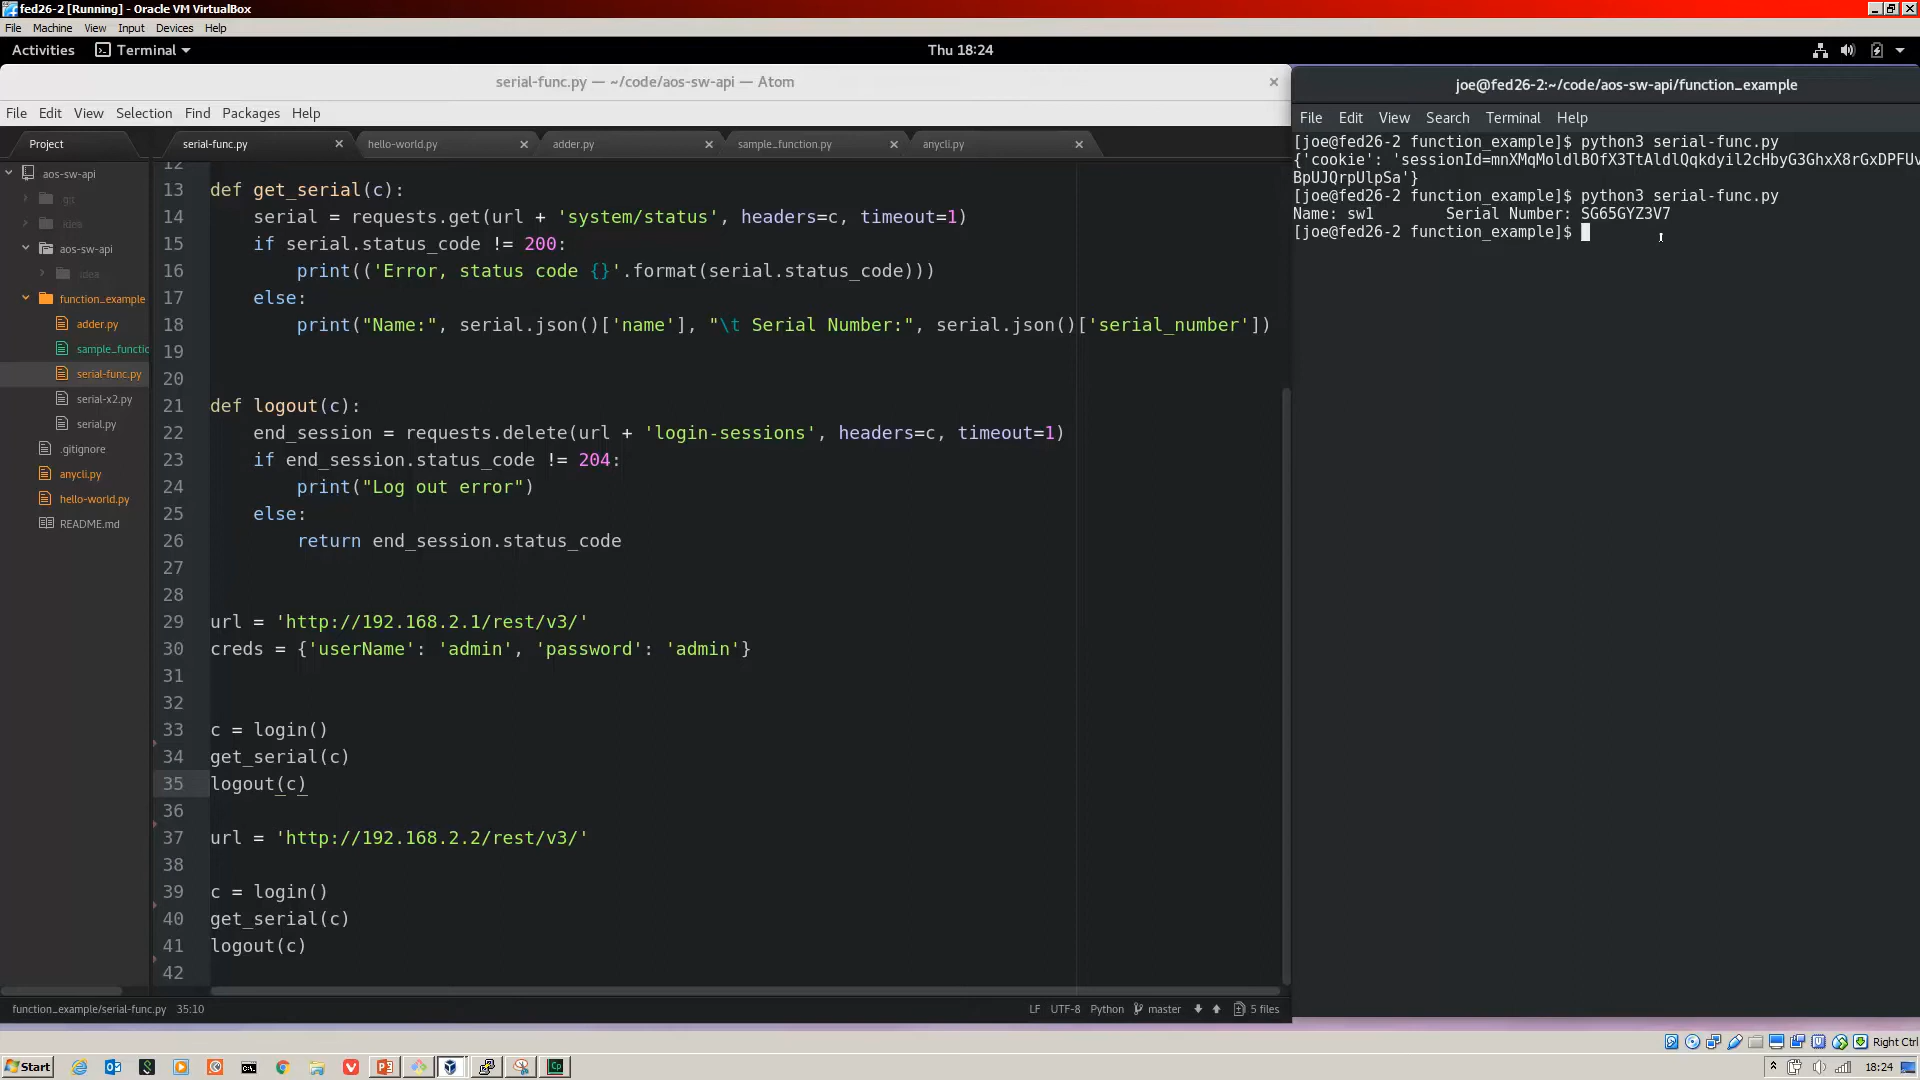 fed26-2 [Running] - Oracle VM VirtualBox
File Machine View Input Devices Help
Activities Terminal Thu 18:24
serial-func.py — ~/code/aos-sw-api — Atom
File Edit View Selection Find Packages Help
Project
serial-func.py hello-world.py adder.py sample_function.py anycli.py
aos-sw-api
git
idea
aos-sw-api
idea
function_example
adder.py
sample_functio
serial-func.py
serial-x2.py
serial.py
.gitignore
anycli.py
hello-world.py
README.md
12
13 def get_serial(c):
14     serial = requests.get(url + 'system/status', headers=c, timeout=1)
15     if serial.status_code != 200:
16         print(('Error, status code {}'.format(serial.status_code)))
17     else:
18         print("Name:", serial.json()['name'], "\t Serial Number:", serial.json()['serial_number'])
19
20
21 def logout(c):
22     end_session = requests.delete(url + 'login-sessions', headers=c, timeout=1)
23     if end_session.status_code != 204:
24         print("Log out error")
25     else:
26         return end_session.status_code
27
28
29 url = 'http://192.168.2.1/rest/v3/'
30 creds = {'userName': 'admin', 'password': 'admin'}
31
32
33 c = login()
34 get_serial(c)
35 logout(c)
36
37 url = 'http://192.168.2.2/rest/v3/'
38
39 c = login()
40 get_serial(c)
41 logout(c)
42
function_example/serial-func.py 35:10 LF UTF-8 Python master 5 files
joe@fed26-2:~/code/aos-sw-api/function_example
File Edit View Search Terminal Help
[joe@fed26-2 function_example]$ python3 serial-func.py
{'cookie': 'sessionId=mnXMqMoldlBOfX3TtAldlQqkdyil2cHbyG3GhxX8rGxDPFUv
BpUJQrpUlpSa'}
[joe@fed26-2 function_example]$ python3 serial-func.py
Name: sw1 Serial Number: SG65GYZ3V7
[joe@fed26-2 function_example]$
Right Ctrl
Start 18:24